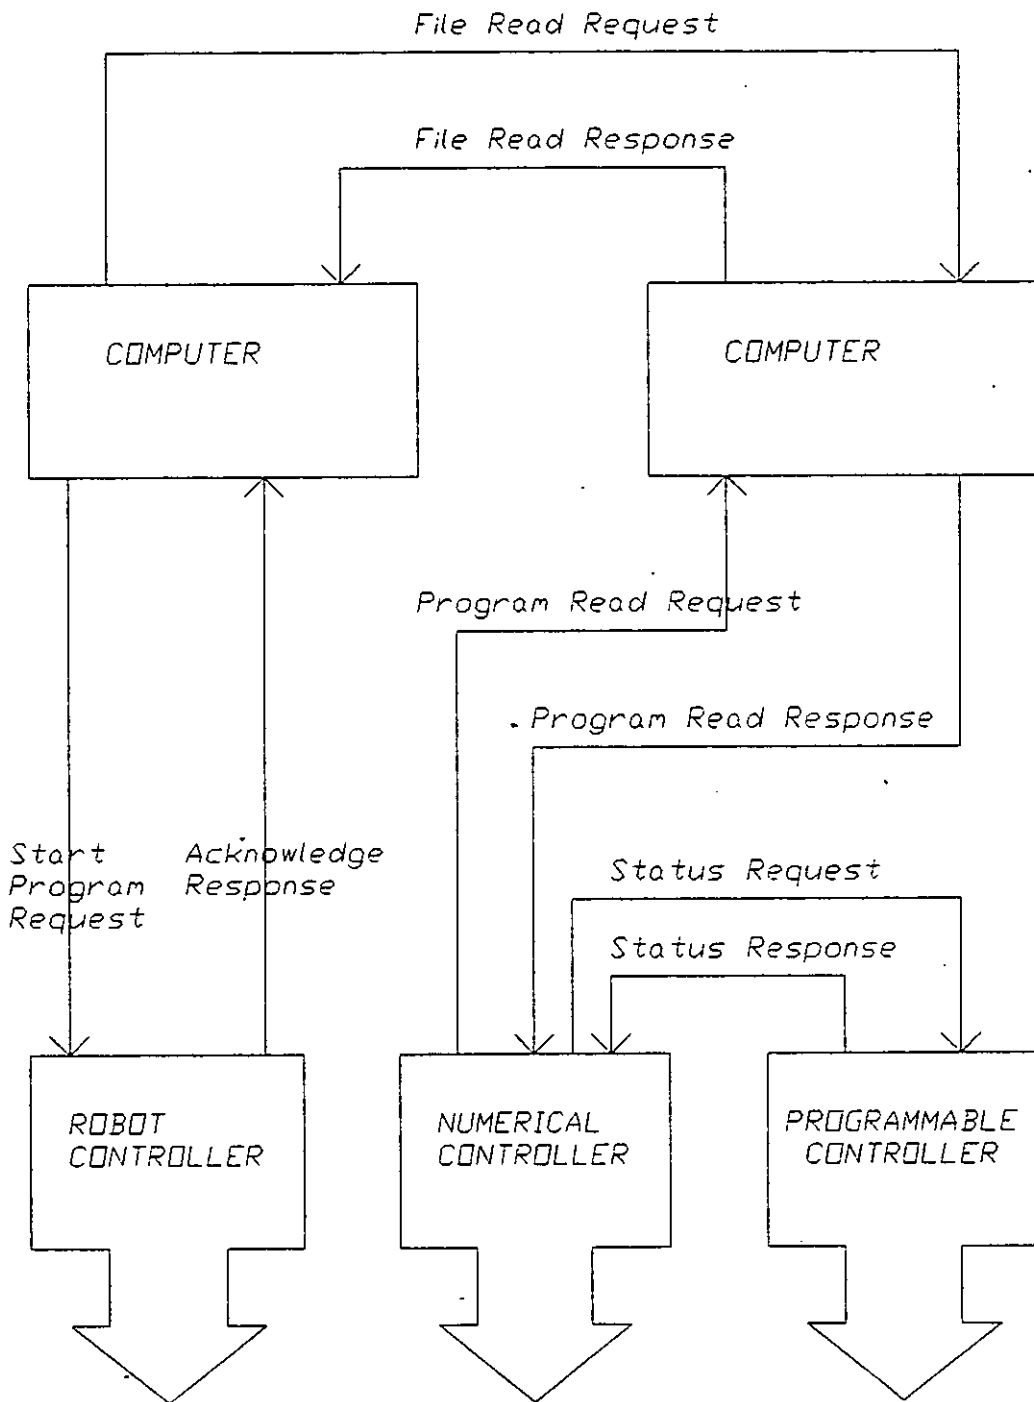 File Read Request
File Read Response
COMPUTER
COMPUTER
Program Read Request
Program Read Response
Start
Program
Request
Acknowledge
Response
Status Request
Status Response
ROBOT
CONTROLLER
NUMERICAL
CONTROLLER
PROGRAMMABLE
CONTROLLER